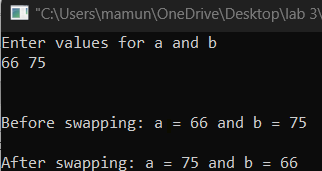 "C:\Users\mamun\OneDrive\Desktop\lab 3\
Enter values for a and b
66 75
Before swapping: a = 66 and b = 75
After swapping: a = 75 and b = 66